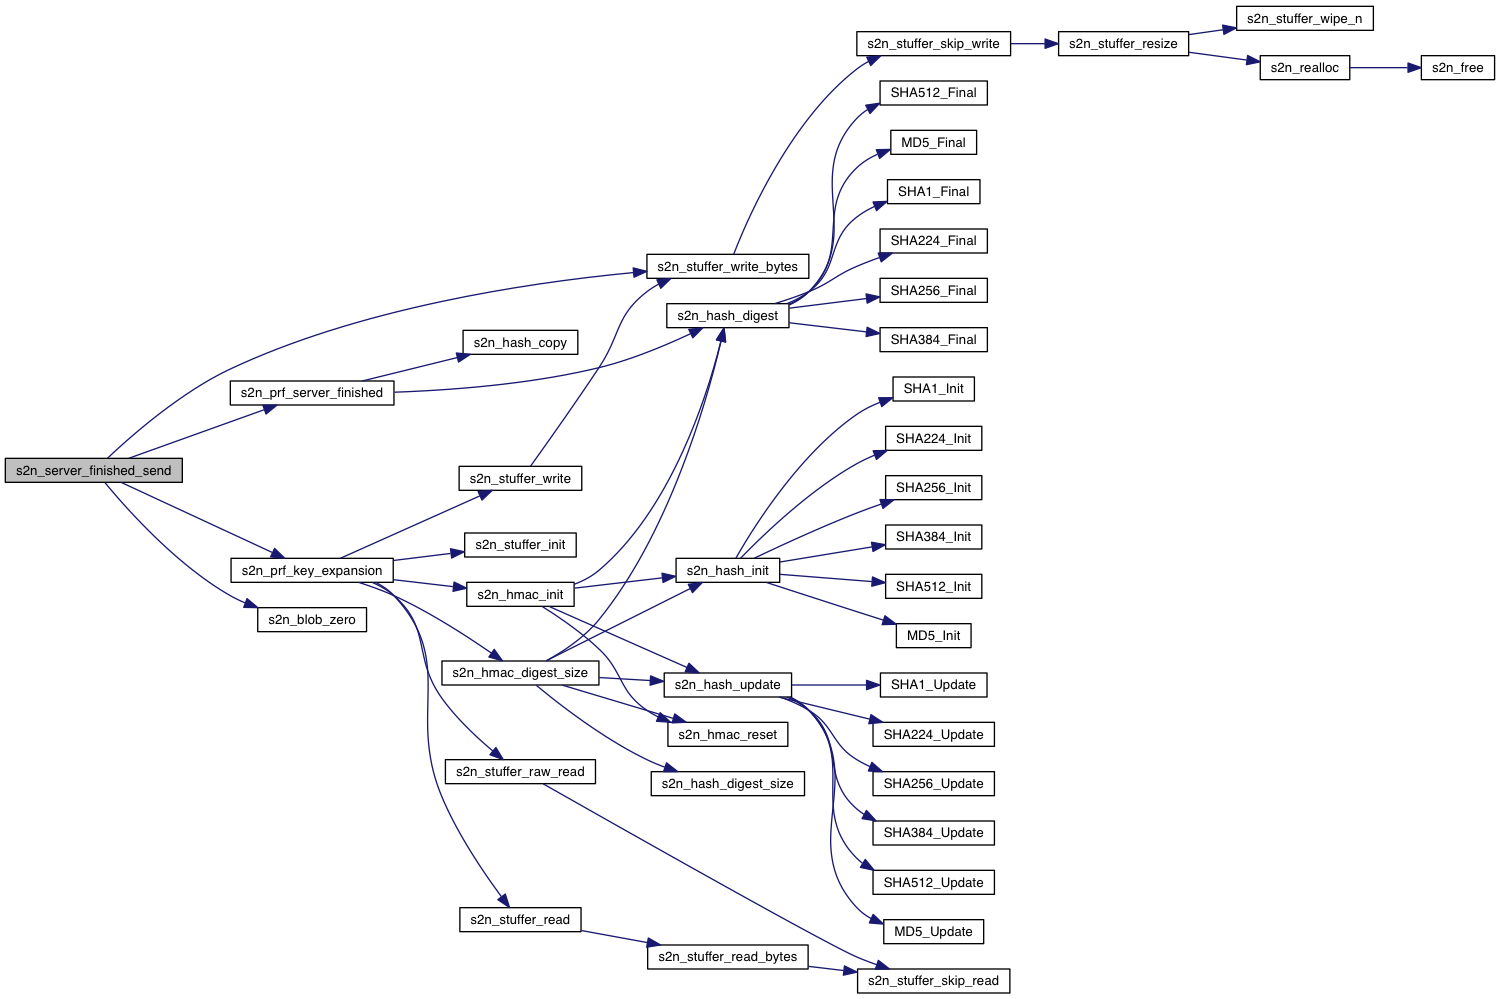 s2n_stuffer_wipe_n
s2n_stuffer_skip_write
s2n_stuffer_resize
s2n_realloc
s2n_free
SHA512_Final
MD5_Final
SHA1_Final
SHA224_Final
s2n_stuffer_write_bytes
SHA256_Final
s2n_hash_digest
SHA384_Final
s2n_hash_copy
s2n_prf_server_finished
SHA1_Init
SHA224_Init
s2n_server_finished_send
s2n_stuffer_write
SHA256_Init
SHA384_Init
s2n_stuffer_init
s2n_prf_key_expansion
s2n_hash_init
SHA512_Init
s2n_hmac_init
s2n_blob_zero
MD5_Init
s2n_hmac_digest_size
s2n_hash_update
SHA1_Update
s2n_hmac_reset
SHA224_Update
s2n_stuffer_raw_read
s2n_hash_digest_size
SHA256_Update
SHA384_Update
SHA512_Update
s2n_stuffer_read
MD5_Update
s2n_stuffer_read_bytes
s2n_stuffer_skip_read